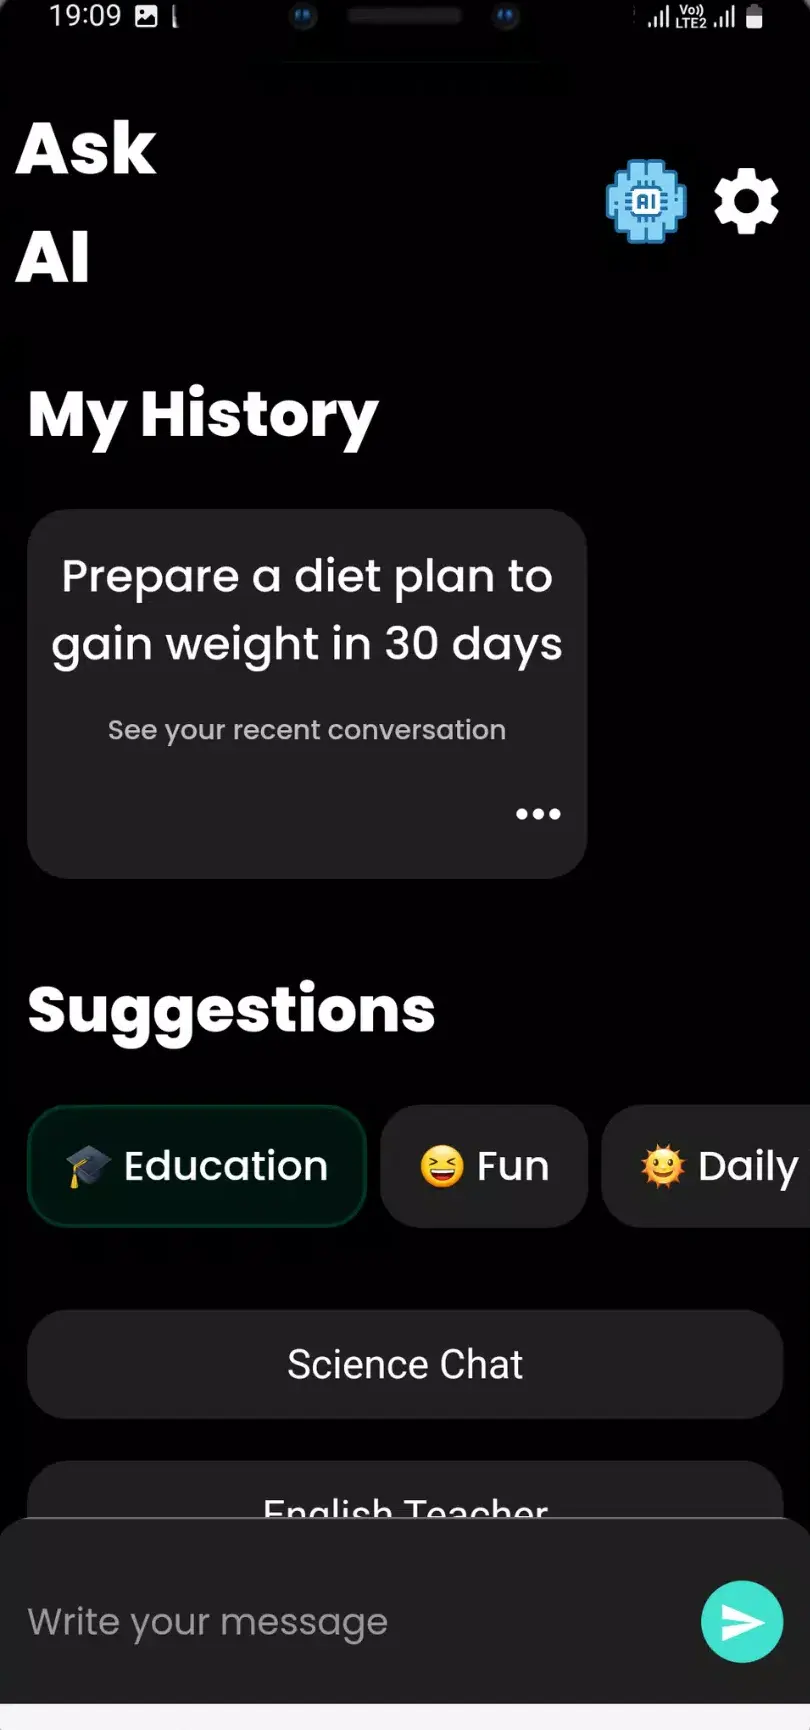 19:09
Vo))
LTE2
Ask
AI
AI
My History
Prepare a diet plan to
gain weight in 30 days
See your recent conversation
Suggestions
🎓 Education
😆 Fun
🌞 Daily
Science Chat
English Teacher
Write your message